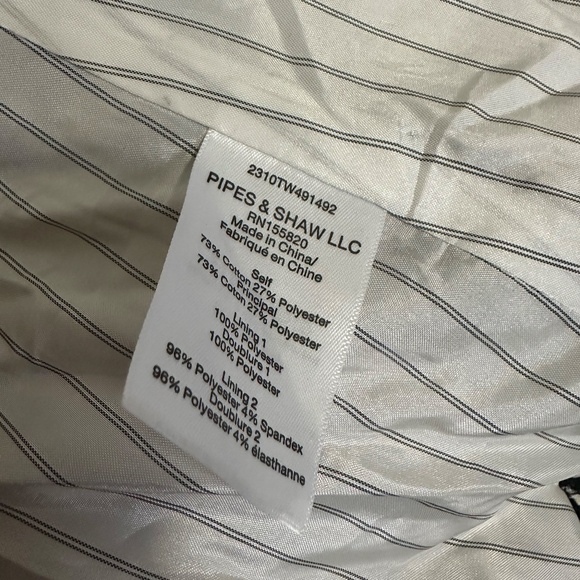 2310TW491492
PIPES & SHAW LLC
RN155820
Made in China/
Fabriqué en Chine
Self
73% Cotton 27% Polyester
Principal
73% Coton 27% Polyester
Lining 1
100% Polyester
Doublure 1
100% Polyester
Lining 2
96% Polyester 4% Spandex
Doublure 2
96% Polyester 4% élasthanne